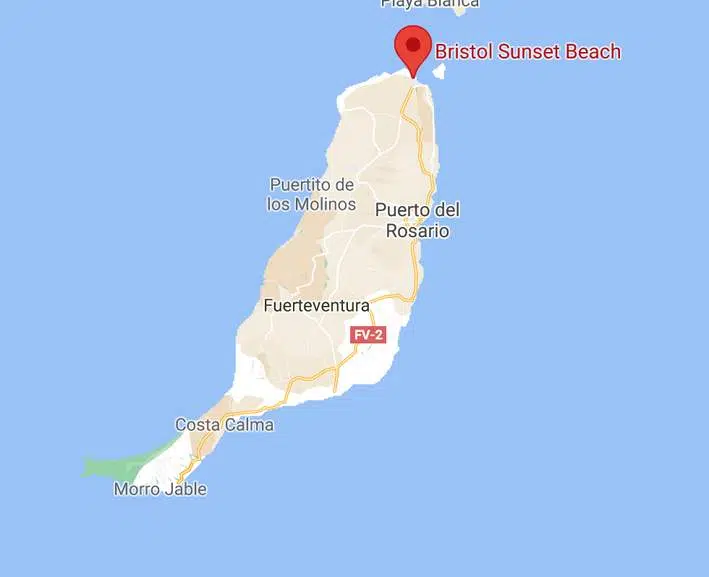 Playa Blanca
Bristol Sunset Beach
Puertito de
los Molinos
Puerto del
Rosario
Fuerteventura
FV-2
Costa Calma
Morro Jable